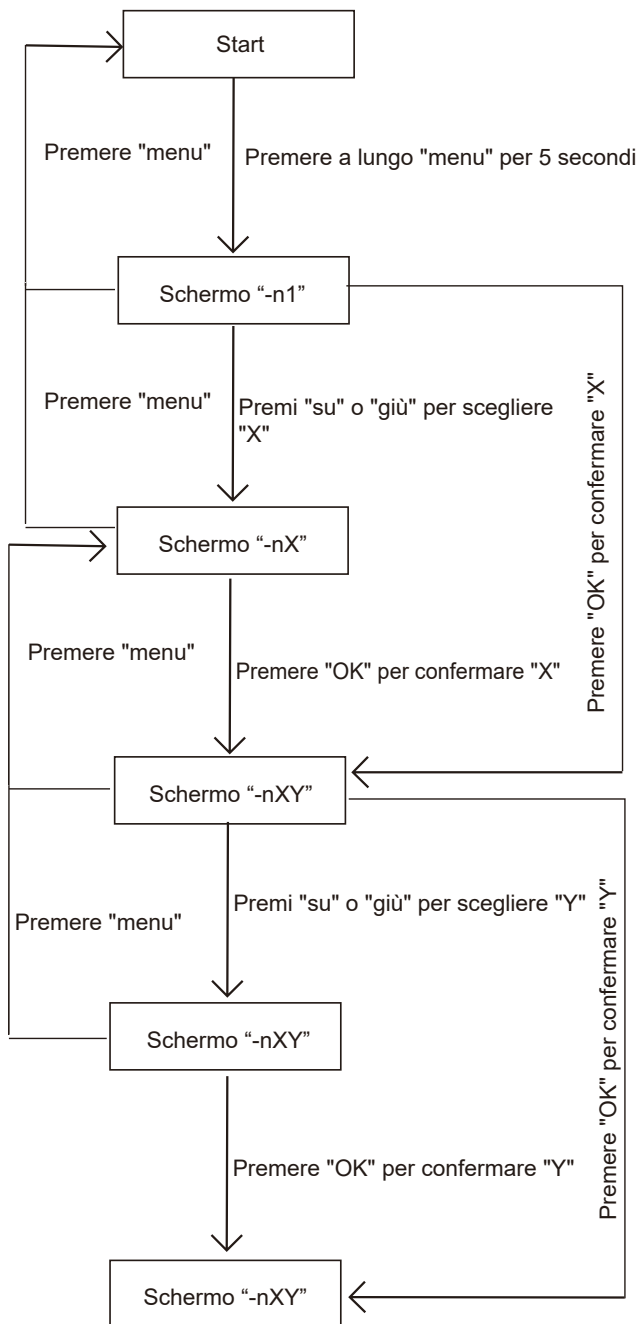 Start
Premere "menu"
Premere a lungo "menu" per 5 secondi
Schermo “-n1”
Premere "menu"
Premi "su" o "giù" per scegliere
"X"
Premere "OK" per confermare "X"
Schermo “-nX”
Premere "menu"
Premere "OK" per confermare "X"
Schermo “-nXY”
Premi "su" o "giù" per scegliere "Y"
Premere "menu"
Premere "OK" per confermare "Y"
Schermo “-nXY”
Premere "OK" per confermare "Y"
Schermo “-nXY”